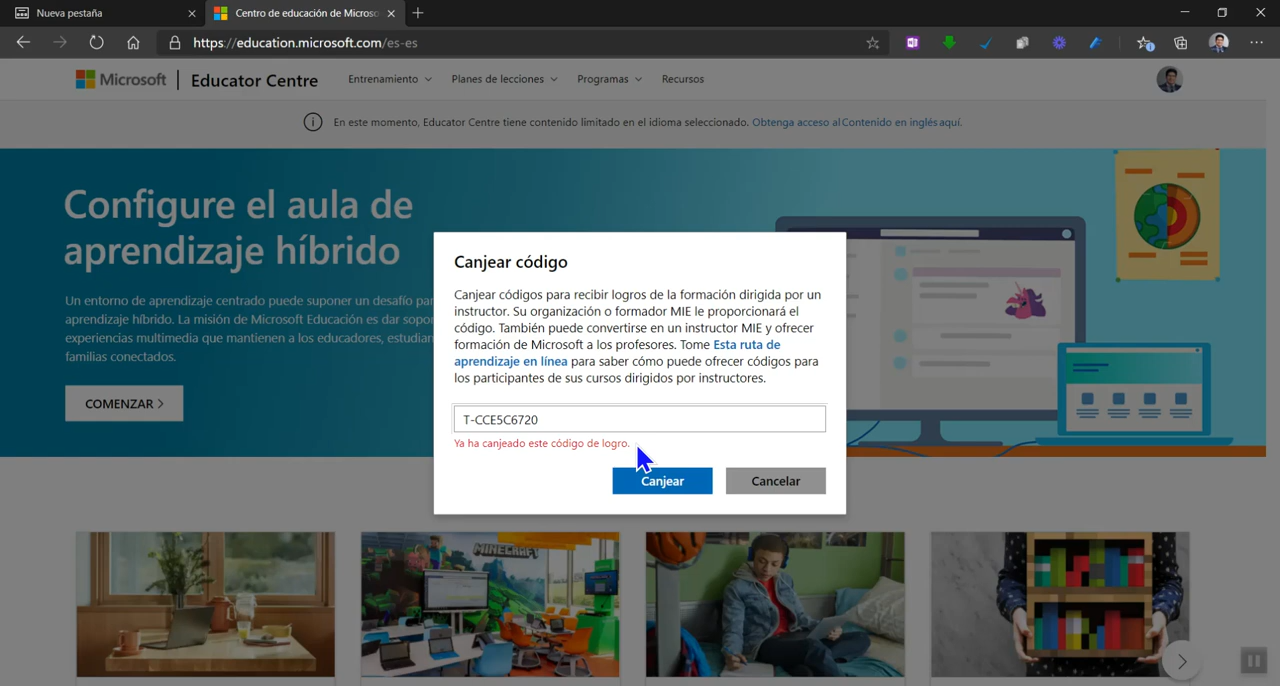 Nueva pestaña
Centro de educación de Microso
https://education.microsoft.com/es-es
Microsoft
Educator Centre
Entrenamiento
Planes de lecciones
Programas
Recursos
En este momento, Educator Centre tiene contenido limitado en el idioma seleccionado. Obtenga acceso al Contenido en inglés aquí.
Configure el aula de
aprendizaje híbrido
Un entorno de aprendizaje centrado puede suponer un desafío par
aprendizaje híbrido. La misión de Microsoft Educación es dar sopor
experiencias multimedia que mantienen a los educadores, estudian
familias conectados.
COMENZAR
Canjear código
Canjear códigos para recibir logros de la formación dirigida por un
instructor. Su organización o formador MIE le proporcionará el
código. También puede convertirse en un instructor MIE y ofrecer
formación de Microsoft a los profesores. Tome Esta ruta de
aprendizaje en línea para saber cómo puede ofrecer códigos para
los participantes de sus cursos dirigidos por instructores.
T-CCE5C6720
Ya ha canjeado este código de logro.
Canjear
Cancelar
MINECRAFT